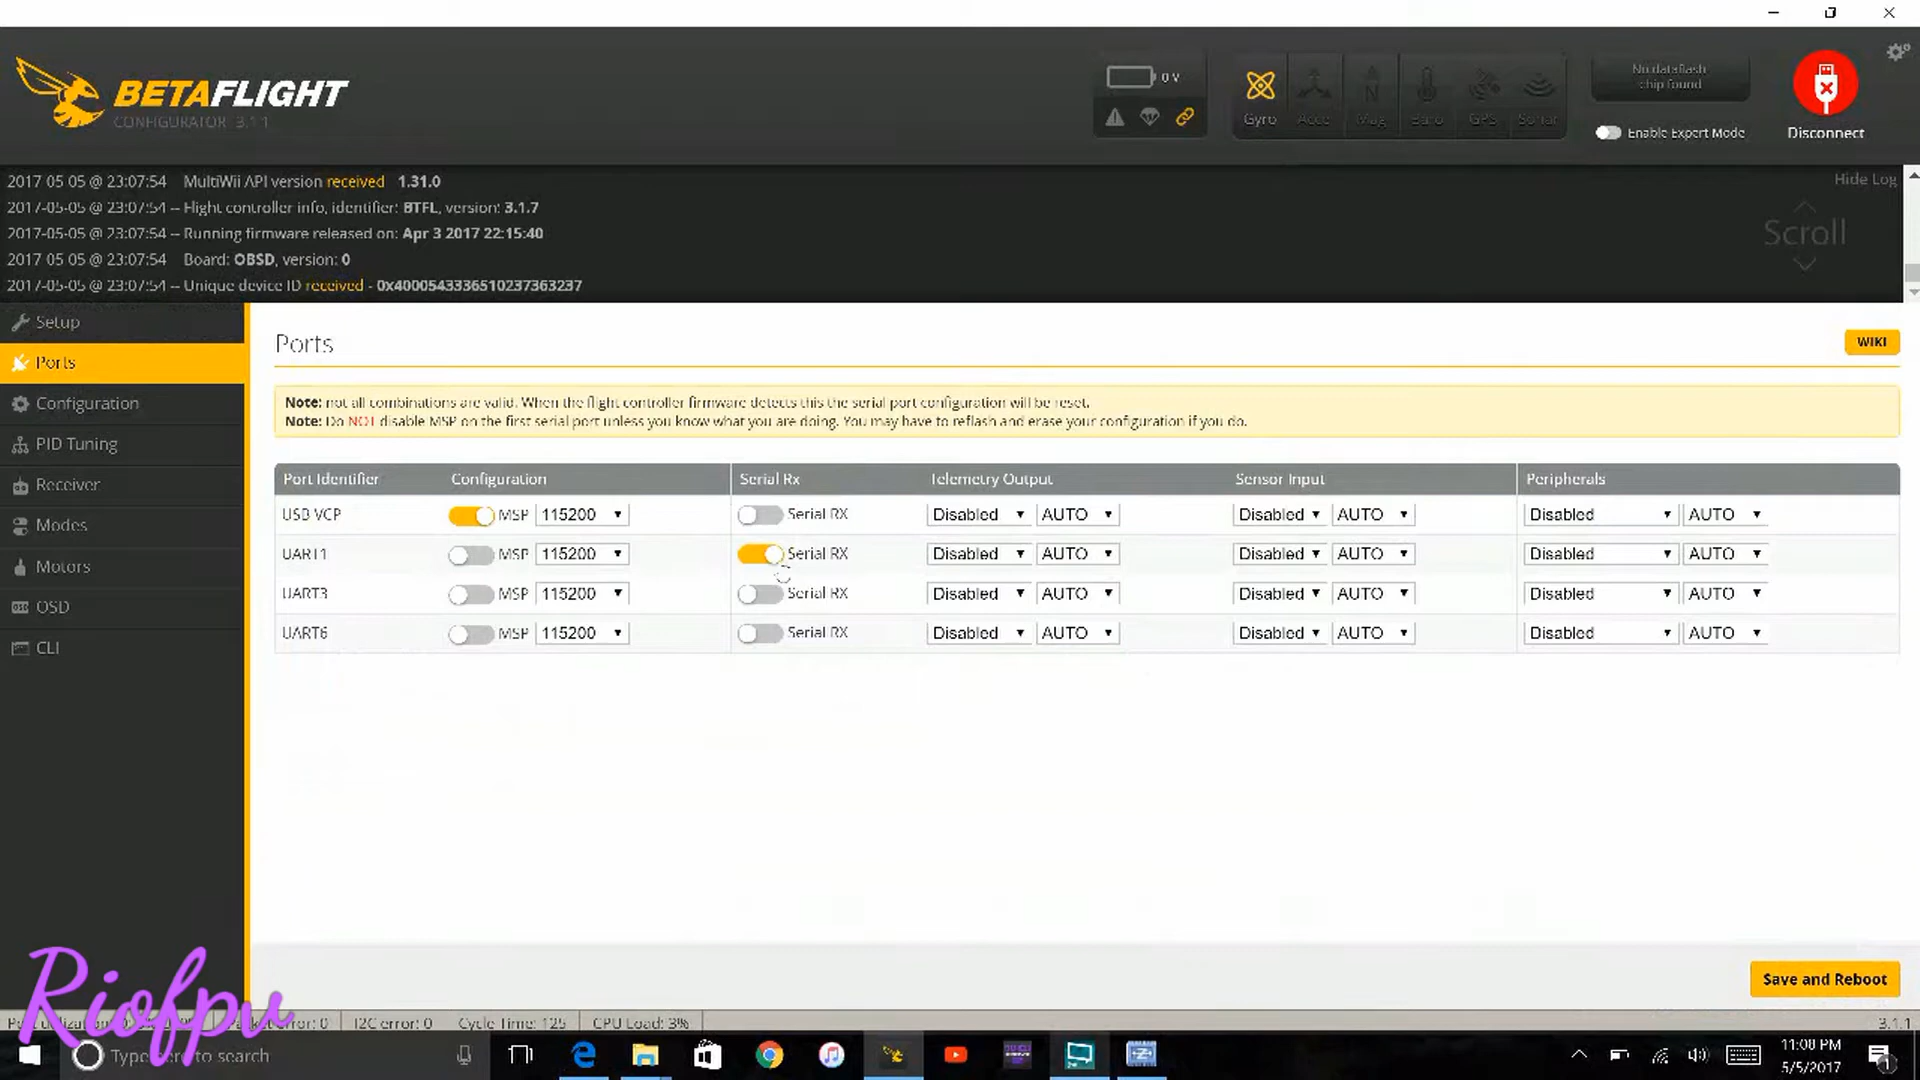 BETAFLIGHT
CONFIGURATOR 3.1.1
0 V
Gyro Accel Mag Baro GPS Sonar
No dataflash
chip found
Enable Expert Mode
Disconnect
2017 05 05 @ 23:07:54 MultiWii API version received 1.31.0
2017-05-05 @ 23:07:54 -- Flight controller info, identifier: BTFL, version: 3.1.7
2017-05-05 @ 23:07:54 -- Running firmware released on: Apr 3 2017 22:15:40
2017 05 05 @ 23:07:54 Board: OBSD, version: 0
2017-05-05 @ 23:07:54 -- Unique device ID received - 0x4000543336510237363237
Hide Log
Scroll
Setup
Ports
Configuration
PID Tuning
Receiver
Modes
Motors
OSD
CLI
Ports
WIKI
Note: not all combinations are valid. When the flight controller firmware detects this the serial port configuration will be reset.
Note: Do NOT disable MSP on the first serial port unless you know what you are doing. You may have to reflash and erase your configuration if you do.
Port Identifier Configuration Serial Rx Telemetry Output Sensor Input Peripherals
USB VCP MSP 115200 Serial RX Disabled AUTO Disabled AUTO Disabled AUTO
UART1 MSP 115200 Serial RX Disabled AUTO Disabled AUTO Disabled AUTO
UART3 MSP 115200 Serial RX Disabled AUTO Disabled AUTO Disabled AUTO
UART6 MSP 115200 Serial RX Disabled AUTO Disabled AUTO Disabled AUTO
Save and Reboot
Riofpv
error: 0 I2C error: 0 Cycle Time: 125 CPU Load: 3%
3.1.1
Type here to search
11:08 PM
5/5/2017